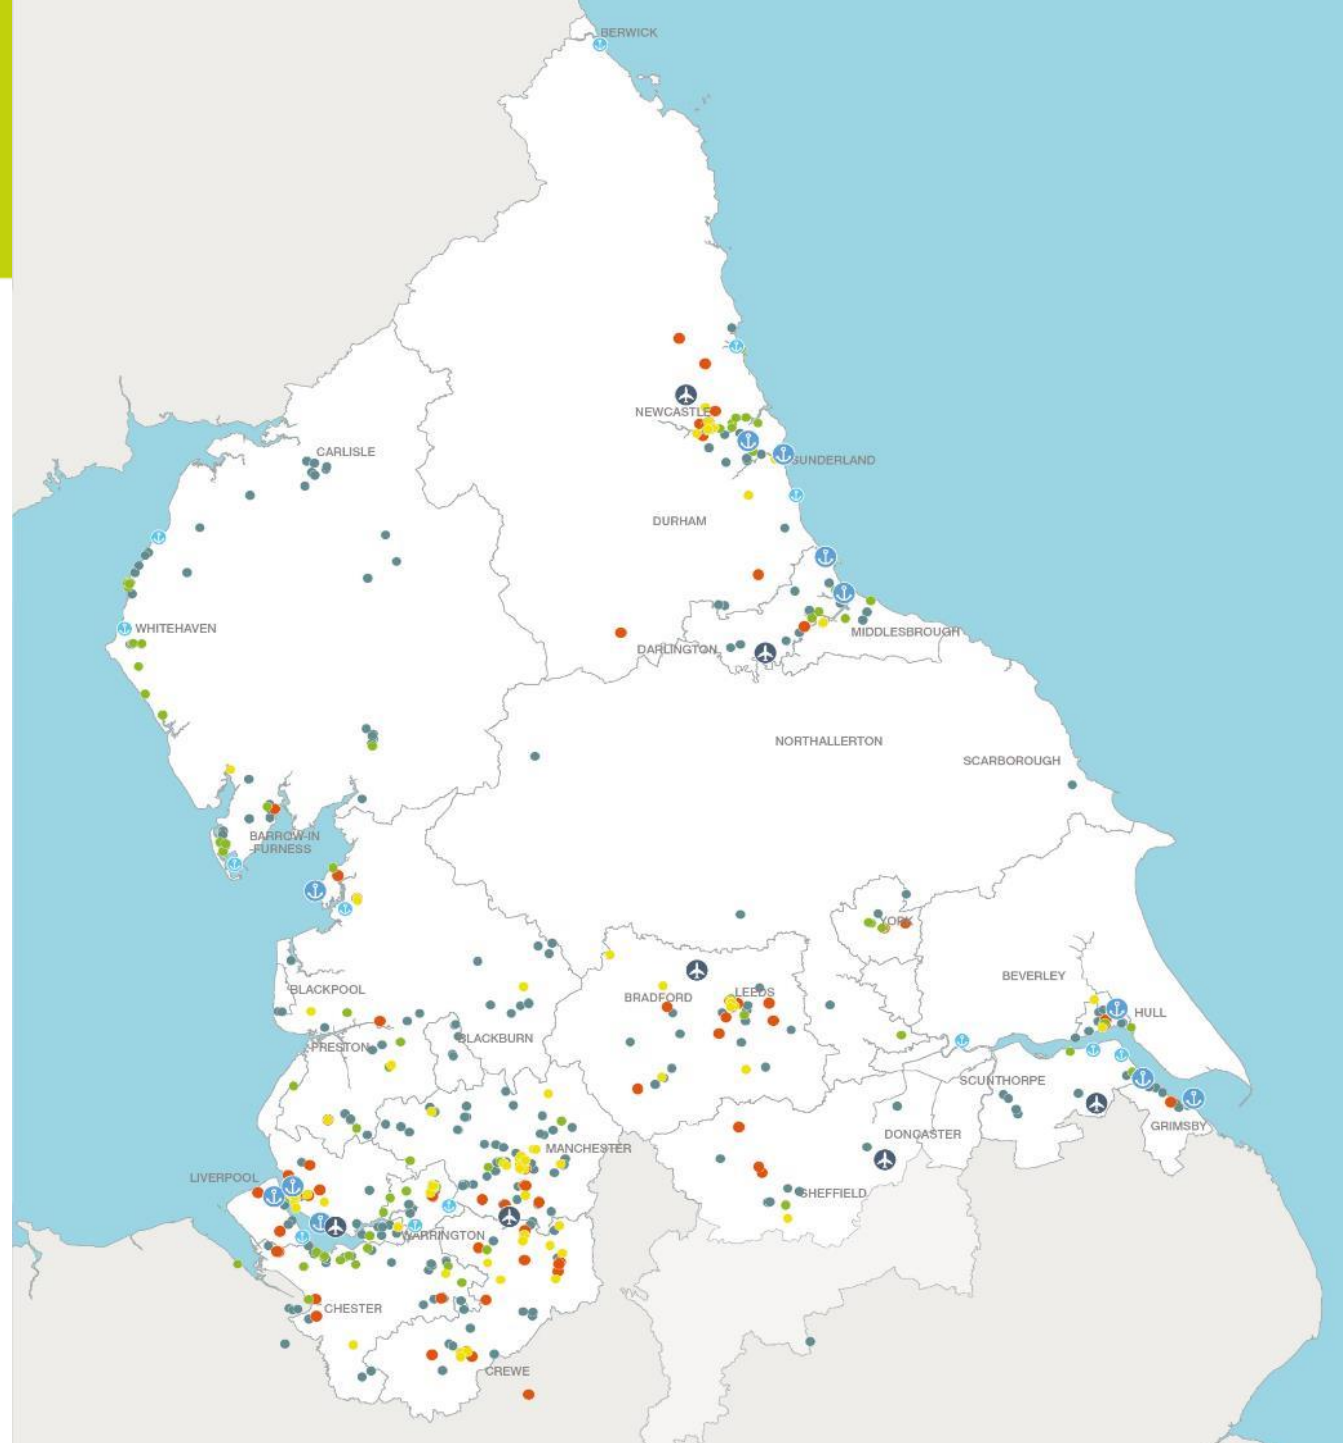 BERWICK
NEWCASTLE
CARLISLE
SUNDERLAND
DURHAM
WHITEHAVEN
MIDDLESBROUGH
DARLINGTON
NORTHALLERTON
SCARBOROUGH
BARROW-IN
-FURNESS
YORK
BEVERLEY
BLACKPOOL
BRADFORD
LEEDS
HULL
PRESTON
BLACKBURN
SCUNTHORPE
GRIMSBY
DONCASTER
MANCHESTER
LIVERPOOL
SHEFFIELD
WARRINGTON
CHESTER
CREWE